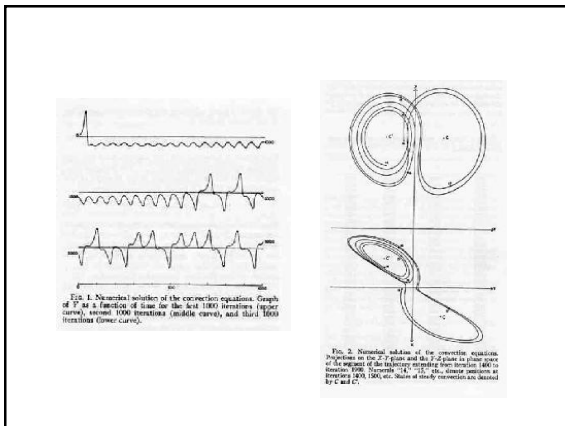 FIG. 1. Numerical solution of the convection equations. Graph
of Y as a function of time for the first 1000 iterations (upper
curve), second 1000 iterations (middle curve), and third 1000
iterations (lower curve).
FIG. 2. Numerical solution of the convection equations.
Projections on the X-Y-plane and the Y-Z-plane in phase space
of the segment of the trajectory extending from iteration 1400 to
iteration 1900. Numerals "14," "15," etc., denote positions at
iterations 1400, 1500, etc. States of steady convection are denoted
by C and C'.